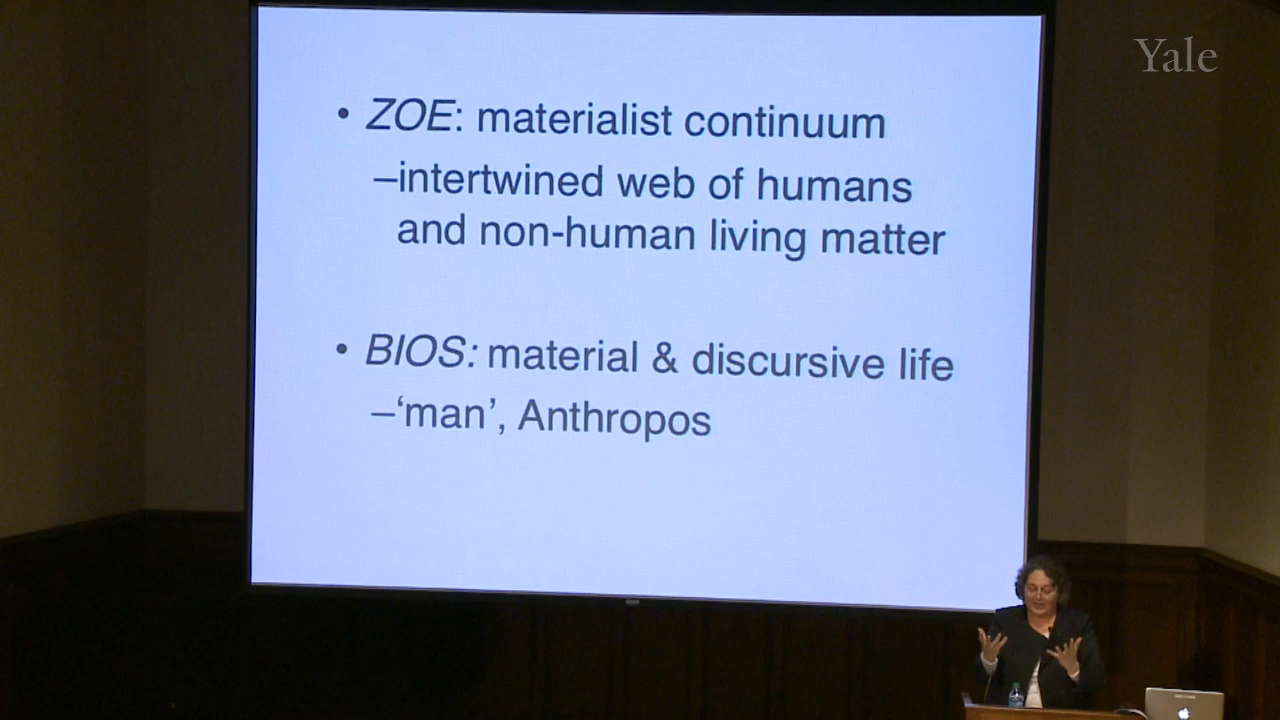 Yale
• ZOE: materialist continuum
–intertwined web of humans
and non-human living matter
• BIOS: material & discursive life
–‘man’, Anthropos